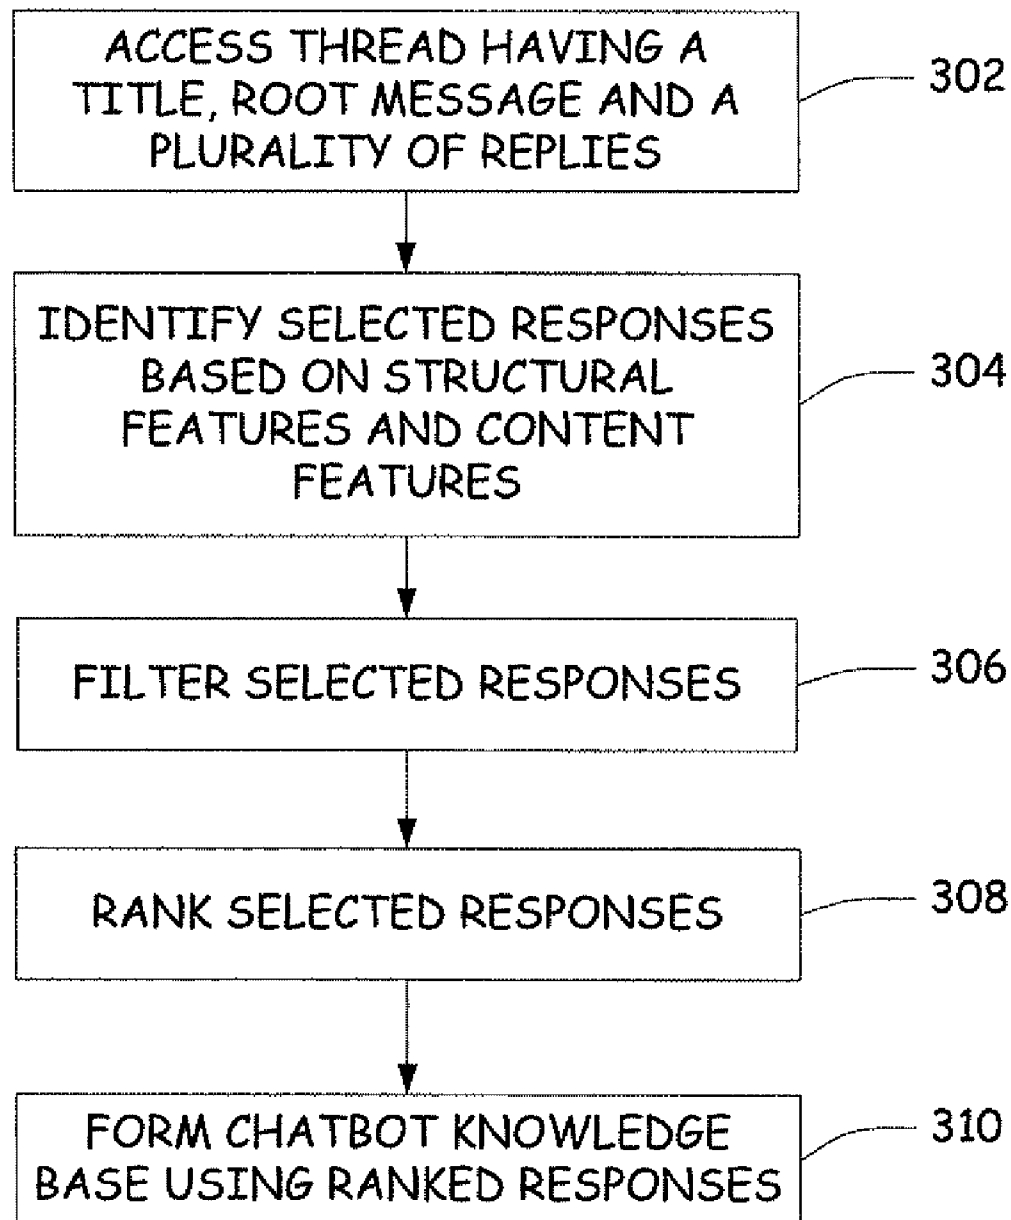 ACCESS THREAD HAVING A
TITLE, ROOT MESSAGE AND A
PLURALITY OF REPLIES
302
IDENTIFY SELECTED RESPONSES
BASED ON STRUCTURAL
FEATURES AND CONTENT
FEATURES
304
FILTER SELECTED RESPONSES
306
RANK SELECTED RESPONSES
308
FORM CHATBOT KNOWLEDGE
BASE USING RANKED RESPONSES
310